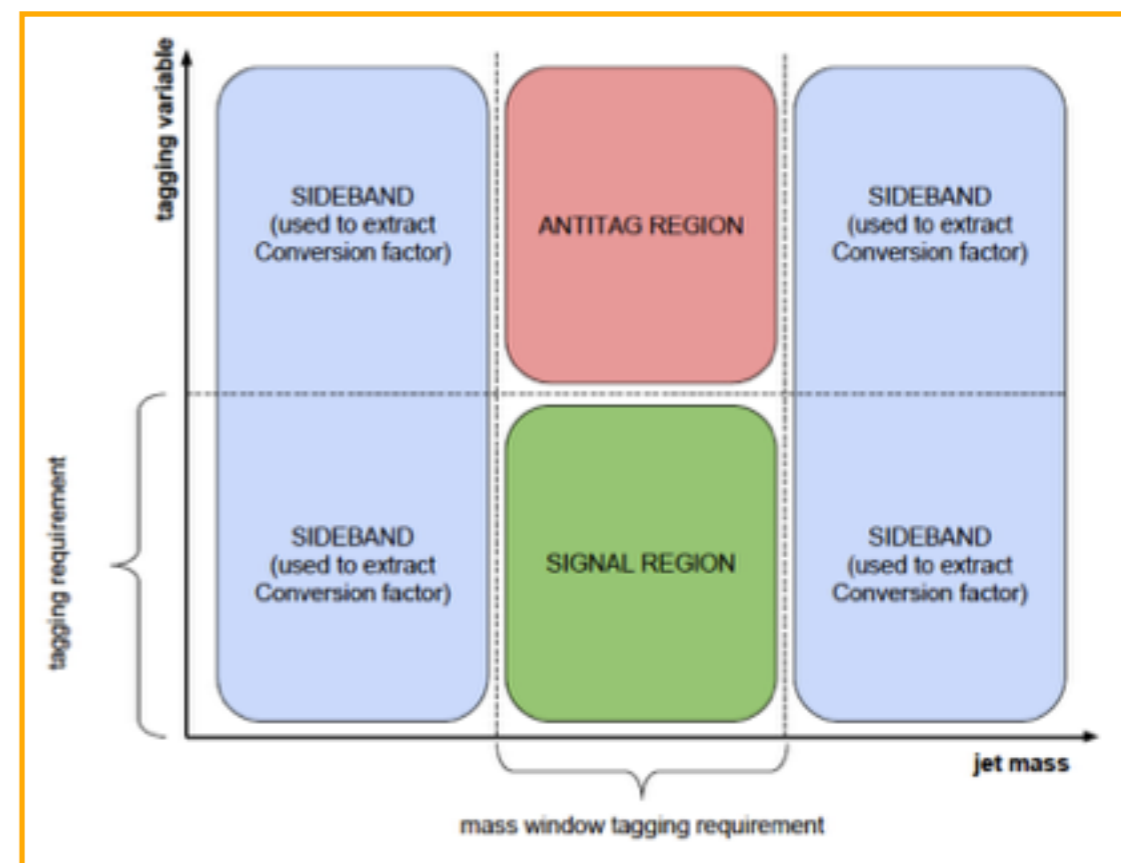 tagging variable
SIDEBAND
(used to extract
Conversion factor)
ANTITAG REGION
SIDEBAND
(used to extract
Conversion factor)
tagging requirement
SIDEBAND
(used to extract
Conversion factor)
SIGNAL REGION
SIDEBAND
(used to extract
Conversion factor)
jet mass
mass window tagging requirement